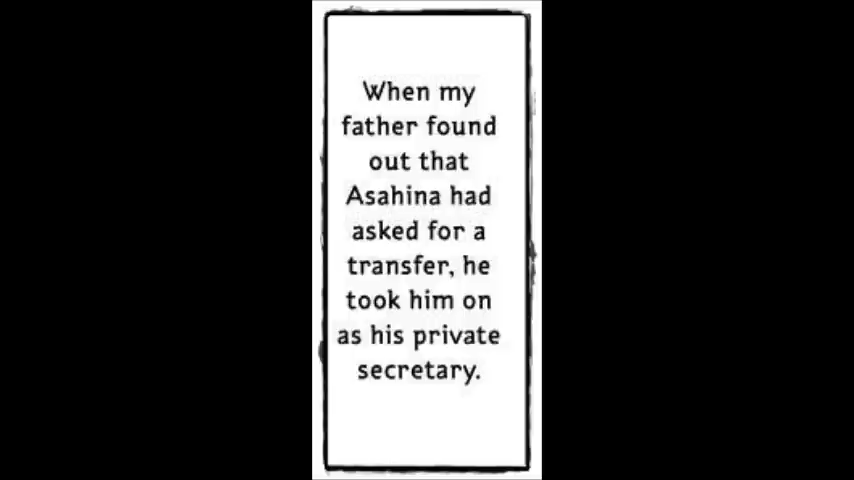 When my
father found
out that
Asahina had
asked for a
transfer, he
took him on
as his private
secretary.